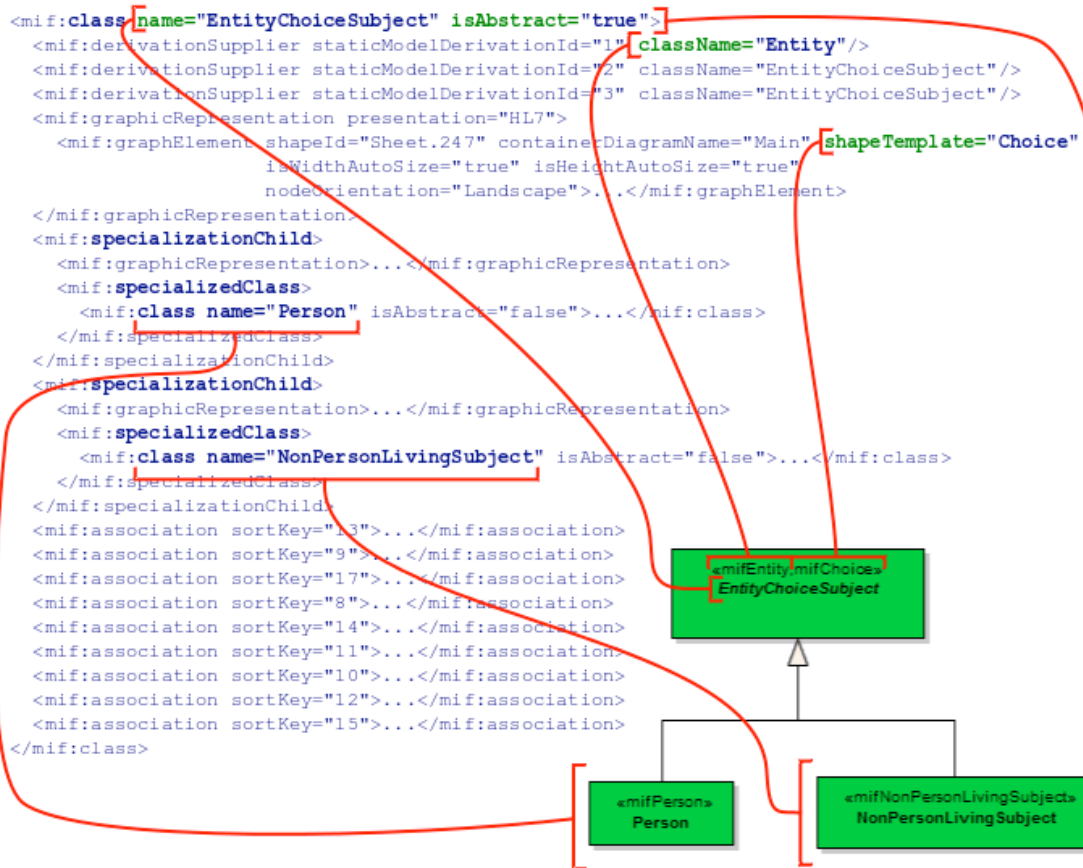 <mif:class name="EntityChoiceSubject" isAbstract="true">
<mif:derivationSupplier staticModelDerivationId="1" className="Entity"/>
<mif:derivationSupplier staticModelDerivationId="2" className="EntityChoiceSubject"/>
<mif:derivationSupplier staticModelDerivationId="3" className="EntityChoiceSubject"/>
<mif:graphicRepresentation presentation="HL7">
<mif:graphElement shapeId="Sheet.247" containerDiagramName="Main" shapeTemplate="Choice"
isWidthAutoSize="true" isHeightAutoSize="true"
nodeOrientation="Landscape">...</mif:graphElement>
</mif:graphicRepresentation>
<mif:specializationChild>
<mif:graphicRepresentation>...</mif:graphicRepresentation>
<mif:specializedClass>
<mif:class name="Person" isAbstract="false">...</mif:class>
</mif:specializedClass>
</mif:specializationChild>
<mif:specializationChild>
<mif:graphicRepresentation>...</mif:graphicRepresentation>
<mif:specializedClass>
<mif:class name="NonPersonLivingSubject" isAbstract="false">...</mif:class>
</mif:specializedClass>
</mif:specializationChild>
<mif:association sortKey="13">...</mif:association>
<mif:association sortKey="9">...</mif:association>
<mif:association sortKey="17">...</mif:association>
<mif:association sortKey="8">...</mif:association>
<mif:association sortKey="14">...</mif:association>
<mif:association sortKey="11">...</mif:association>
<mif:association sortKey="10">...</mif:association>
<mif:association sortKey="12">...</mif:association>
<mif:association sortKey="15">...</mif:association>
</mif:class>
«mifEntity,mifChoice»
EntityChoiceSubject
«mifPerson»
Person
«mifNonPersonLivingSubject»
NonPersonLivingSubject